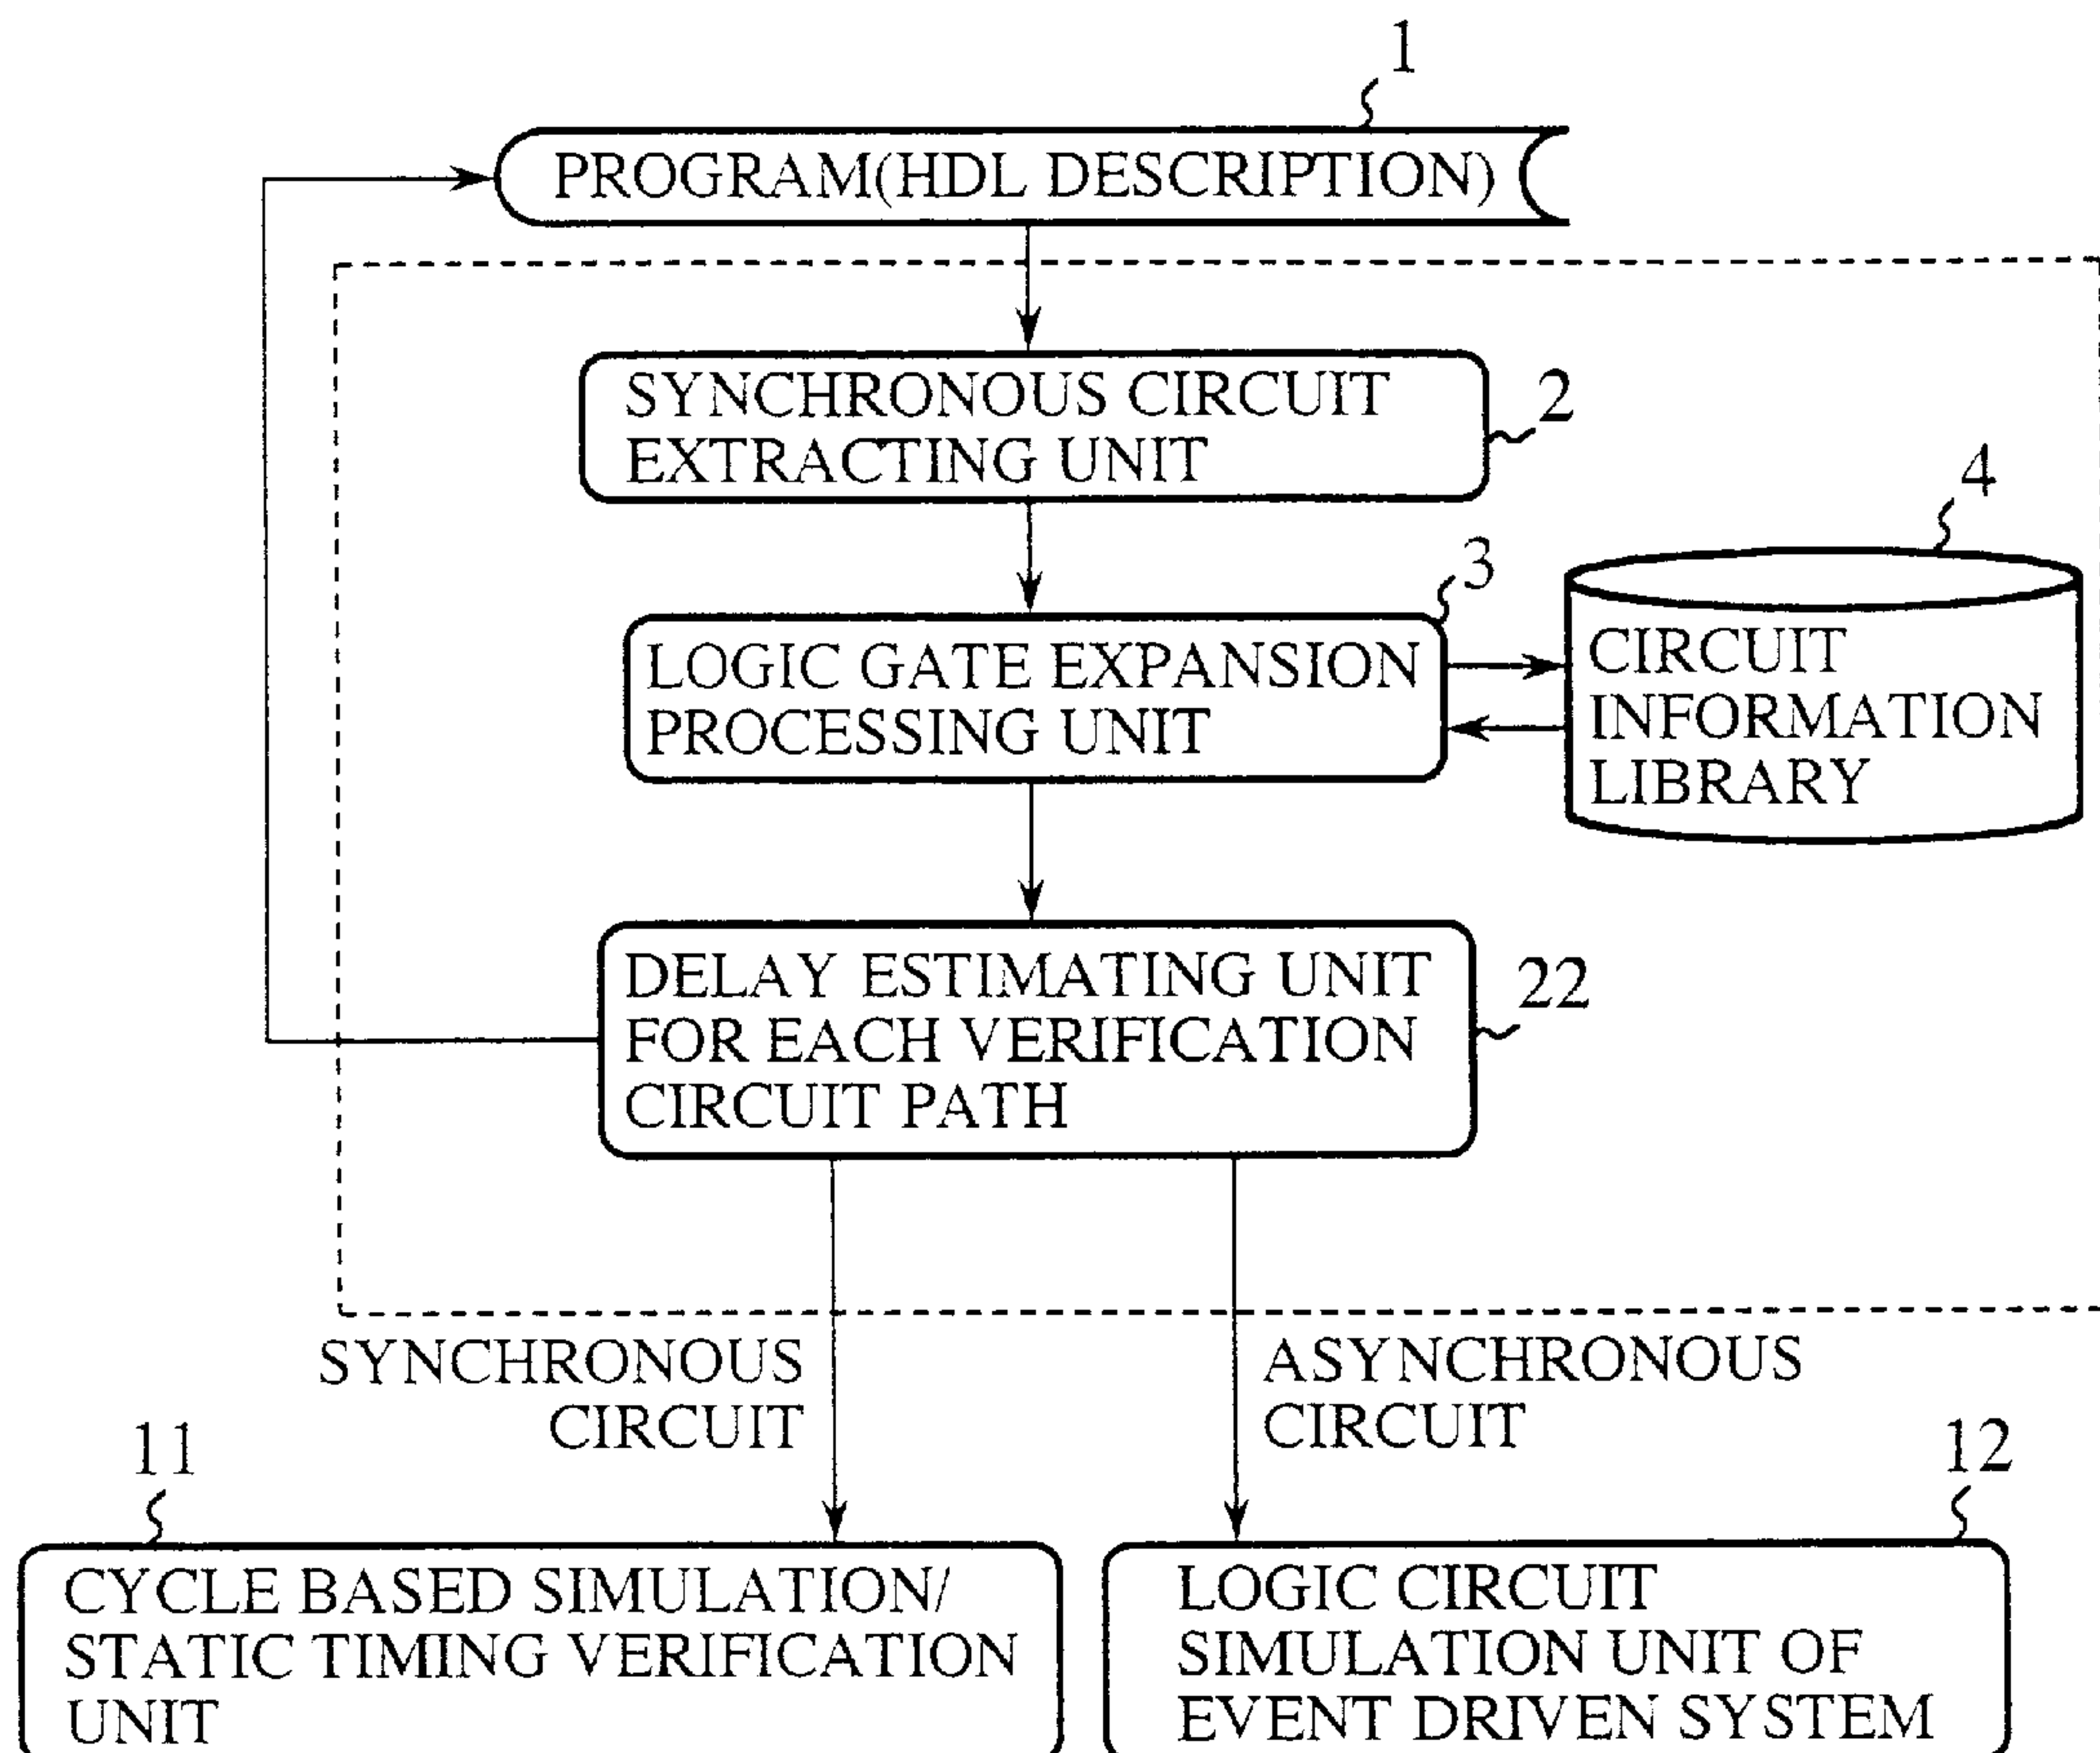 1
PROGRAM(HDL DESCRIPTION)
SYNCHRONOUS CIRCUIT
EXTRACTING UNIT
2
3
4
LOGIC GATE EXPANSION
PROCESSING UNIT
CIRCUIT
INFORMATION
LIBRARY
DELAY ESTIMATING UNIT
FOR EACH VERIFICATION
CIRCUIT PATH
22
SYNCHRONOUS
CIRCUIT
ASYNCHRONOUS
CIRCUIT
11
12
CYCLE BASED SIMULATION/
STATIC TIMING VERIFICATION
UNIT
LOGIC CIRCUIT
SIMULATION UNIT OF
EVENT DRIVEN SYSTEM